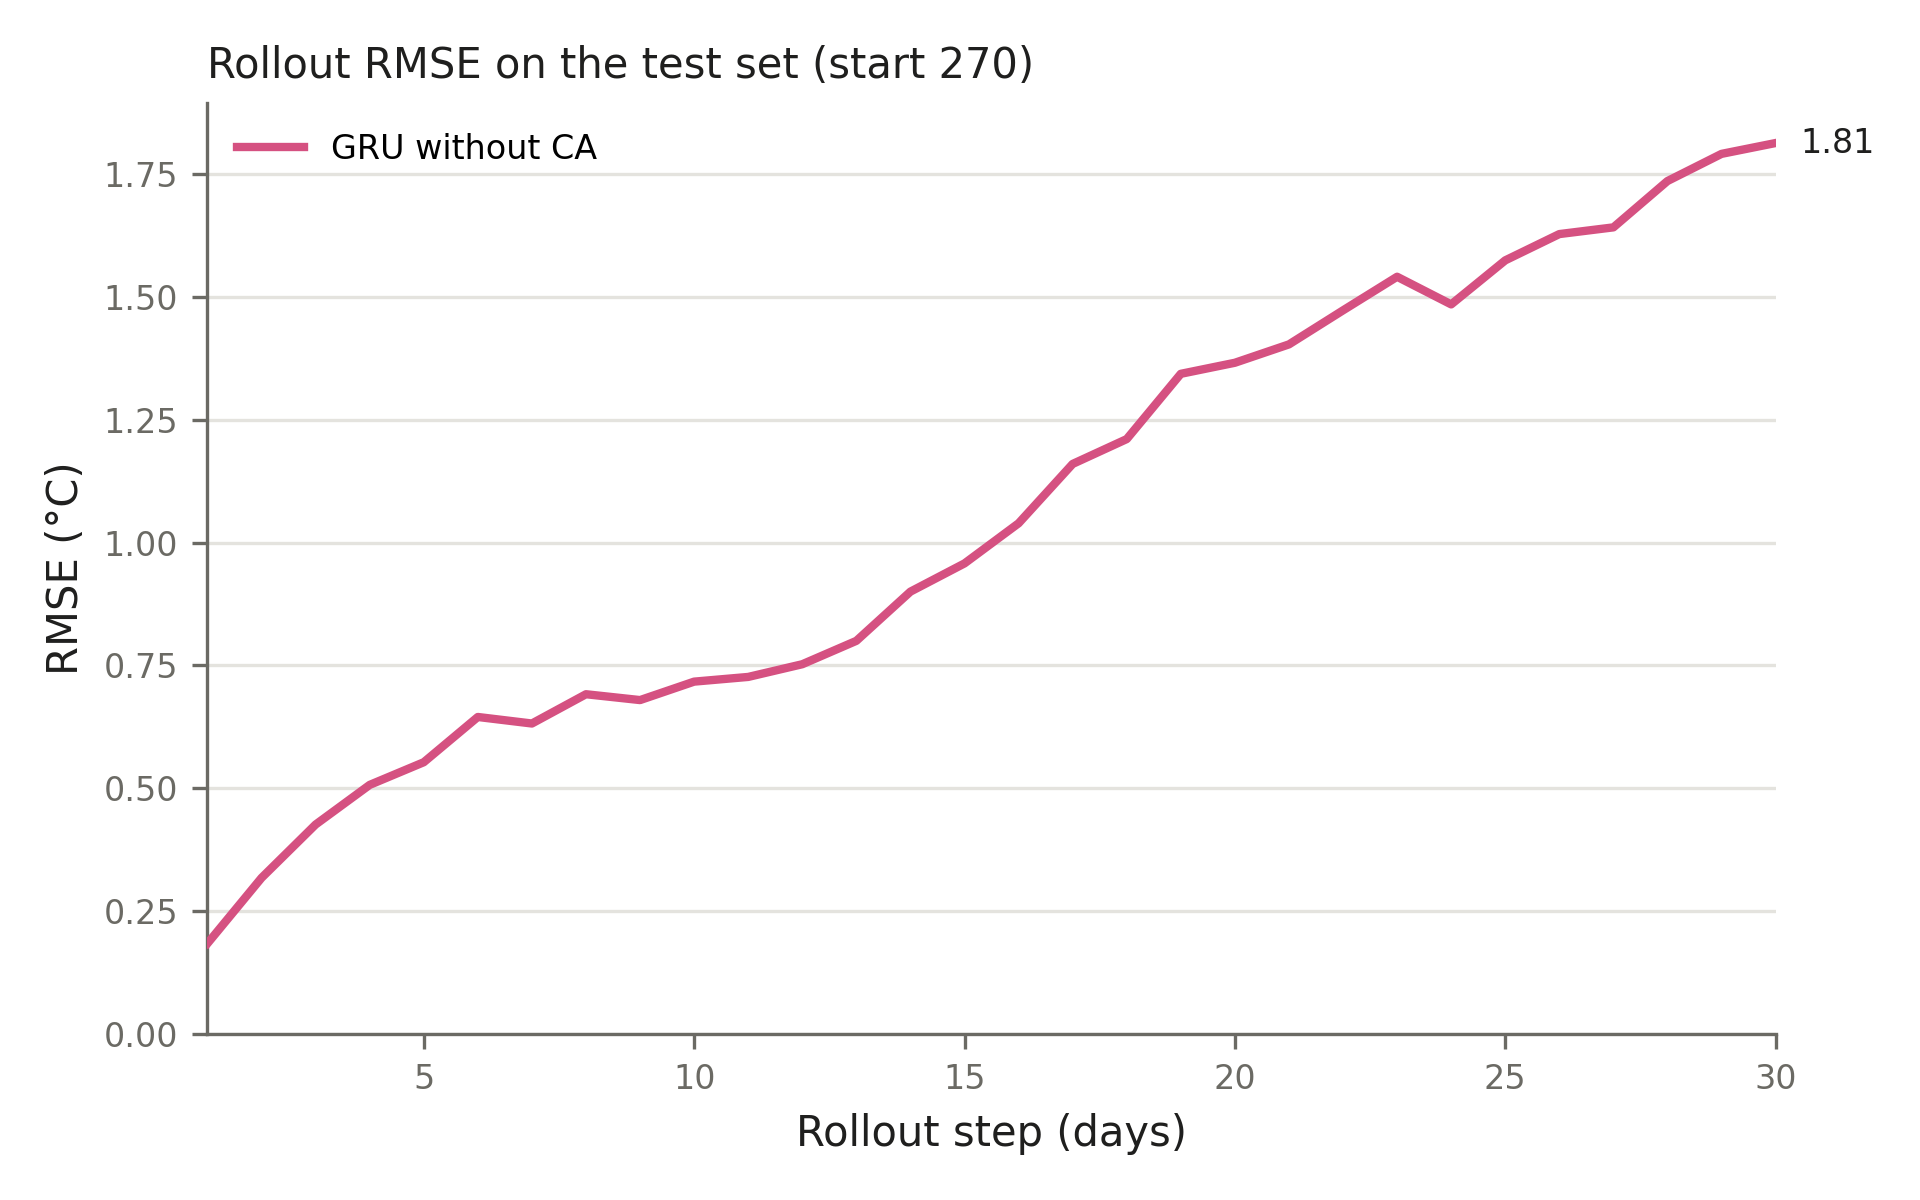 Rollout RMSE on the test set (start 270)
GRU without CA
1.81
1.75
1.50
1.25
1.00
0.75
0.50
0.25
0.00
RMSE (°C)
5 10 15 20 25 30
Rollout step (days)